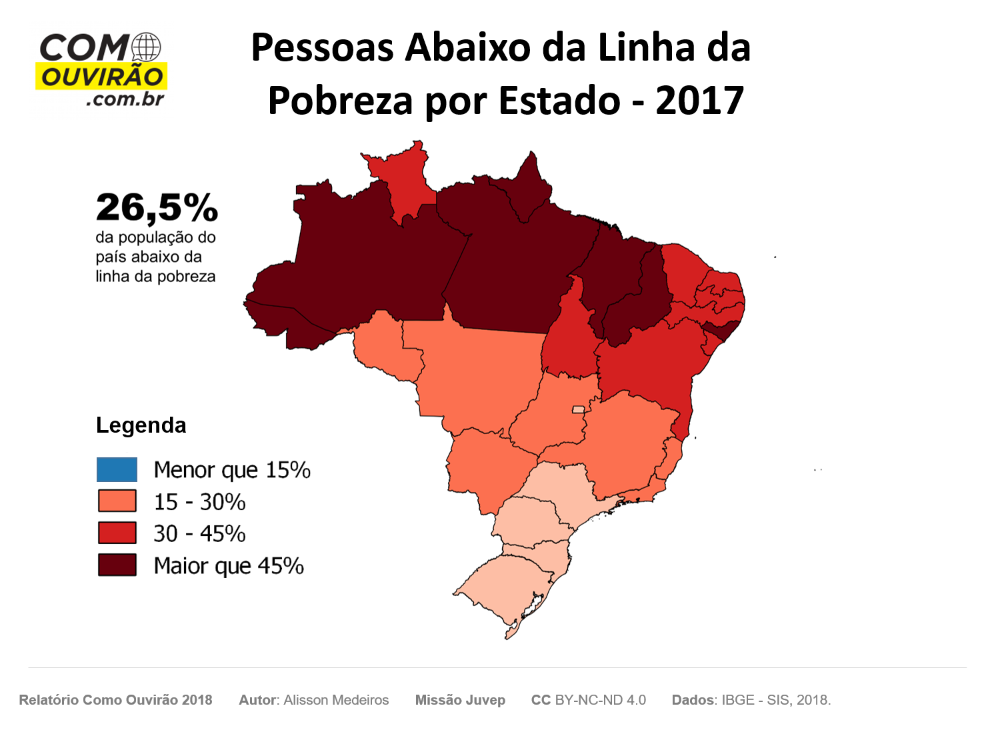 COM
OUVIRÃO
.com.br
Pessoas Abaixo da Linha da
Pobreza por Estado - 2017
26,5%
da população do
país abaixo da
linha da pobreza
Legenda
Menor que 15%
15 - 30%
30 - 45%
Maior que 45%
Relatório Como Ouvirão 2018 Autor: Alisson Medeiros Missão Juvep CC BY-NC-ND 4.0 Dados: IBGE - SIS, 2018.